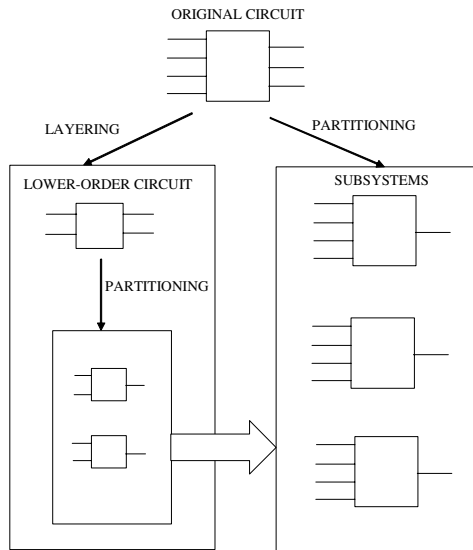 ORIGINAL CIRCUIT
LAYERING
PARTITIONING
LOWER-ORDER CIRCUIT
SUBSYSTEMS
PARTITIONING